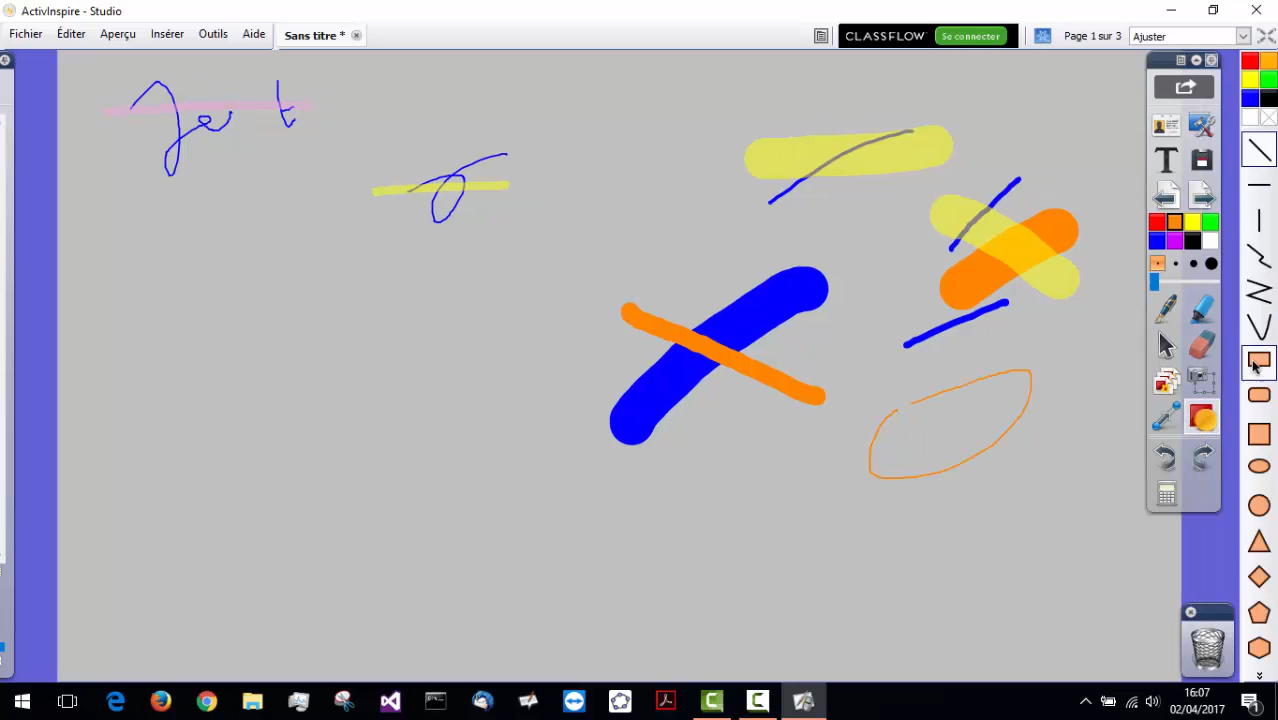 ActivInspire - Studio
Fichier Éditer Aperçu Insérer Outils Aide Sans titre * CLASSFLOW Se connecter Page 1 sur 3 Ajuster
16:07
02/04/2017